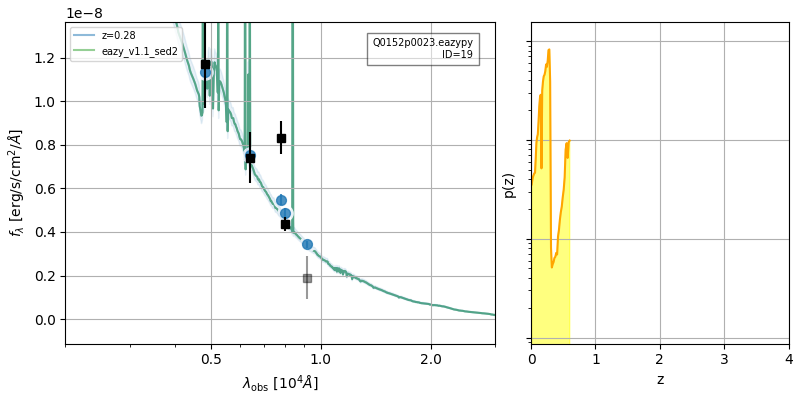 1e−8
z=0.28
eazy_v1.1_sed2
Q0152p0023.eazypy
ID=19
1.2
1.0
0.8
0.6
0.4
0.2
0.0
f_λ [erg/s/cm²/Å]
0.5 1.0 2.0
λ_obs [10⁴Å]
p(z)
0 1 2 3 4
z